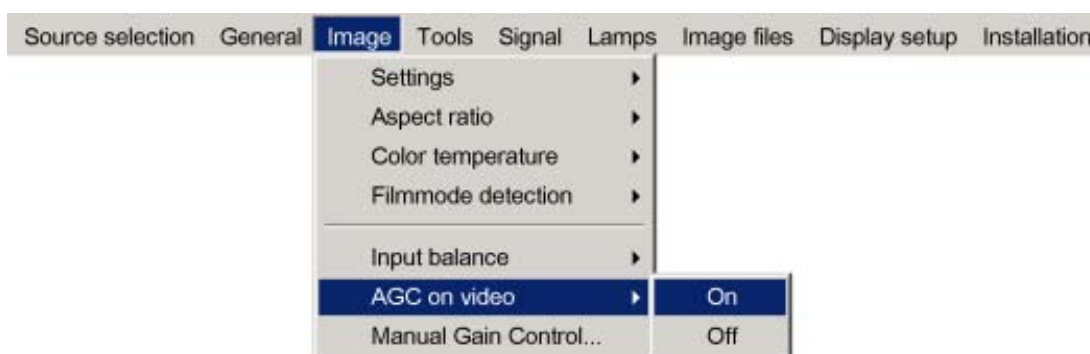 Source selection General Image Tools Signal Lamps Image files Display setup Installation
Settings
Aspect ratio
Color temperature
Filmmode detection
Input balance
AGC on video On
Manual Gain Control... Off